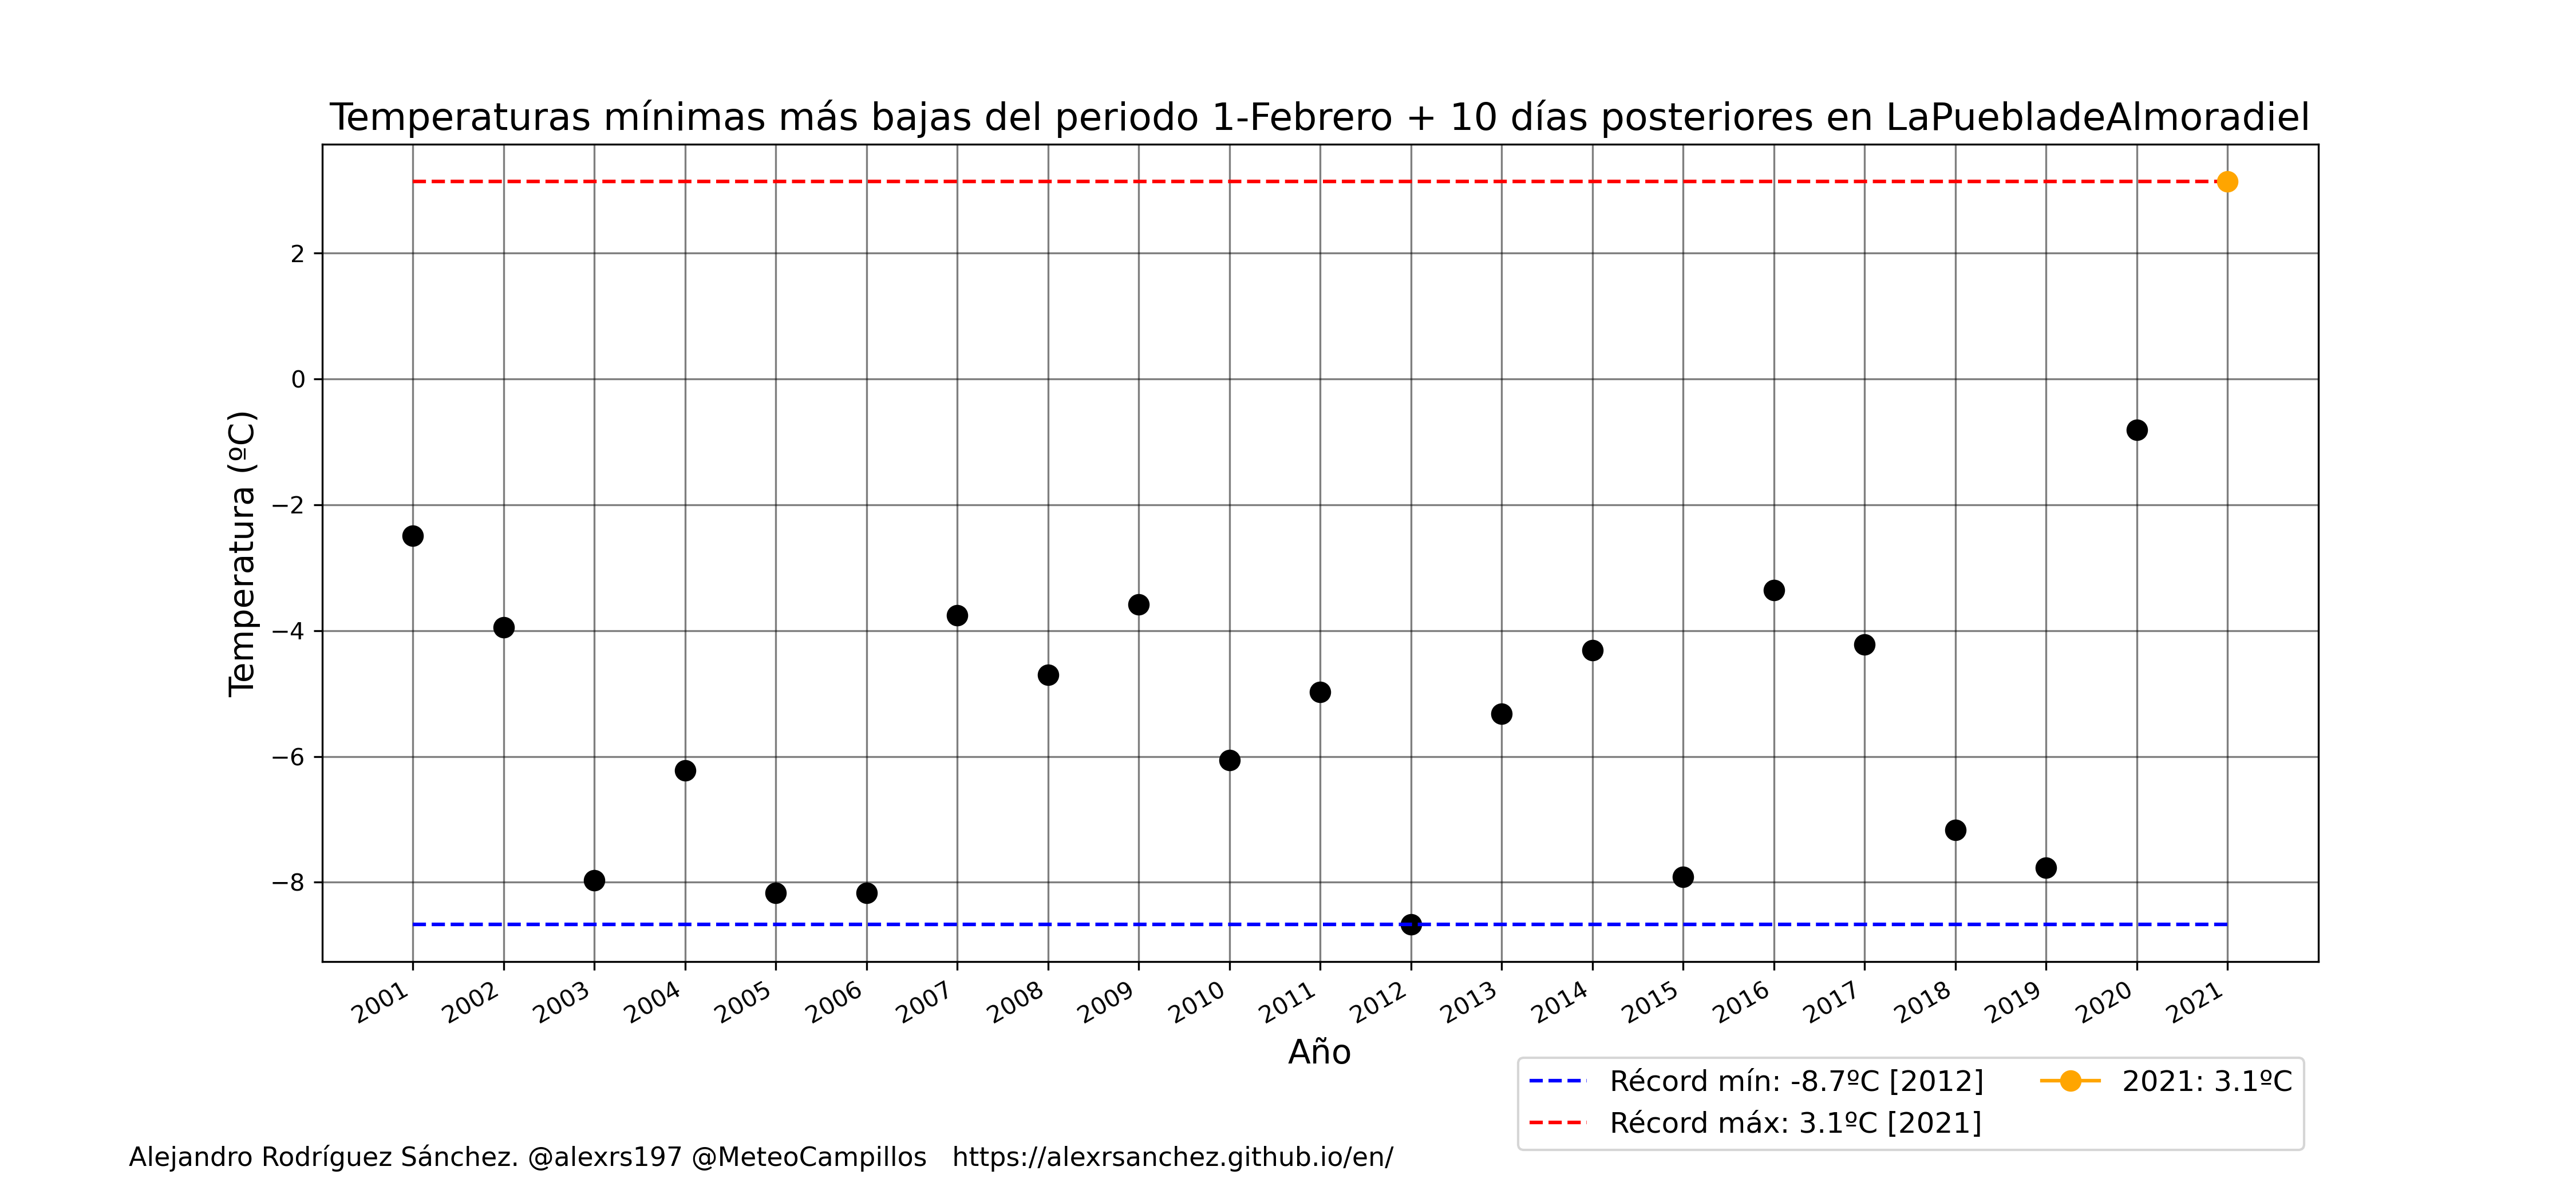 Temperaturas mínimas más bajas del periodo 1-Febrero + 10 días posteriores en LaPuebladeAlmoradiel
Temperatura (ºC)
2
0
−2
−4
−6
−8
2001 2002 2003 2004 2005 2006 2007 2008 2009 2010 2011 2012 2013 2014 2015 2016 2017 2018 2019 2020 2021
Año
Récord mín: -8.7ºC [2012]
Récord máx: 3.1ºC [2021]
2021: 3.1ºC
Alejandro Rodríguez Sánchez. @alexrs197 @MeteoCampillos https://alexrsanchez.github.io/en/